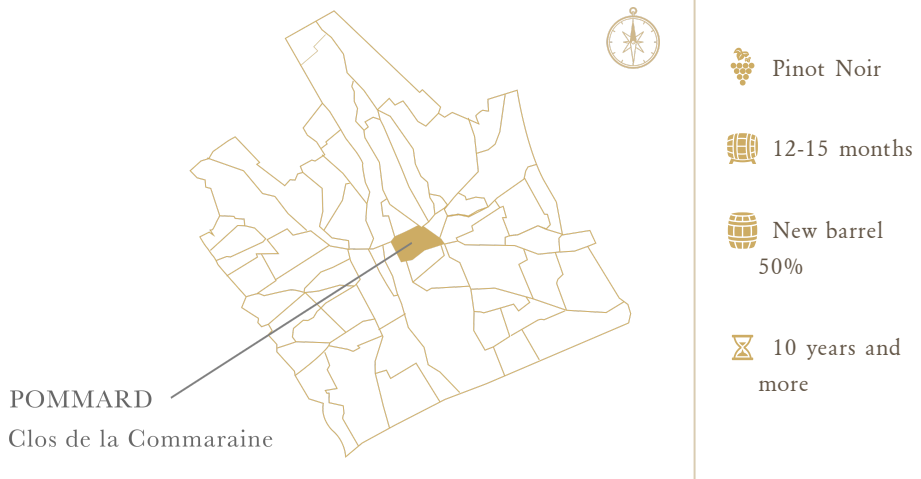 POMMARD
Clos de la Commaraine
Pinot Noir
12-15 months
New barrel
50%
10 years and
more